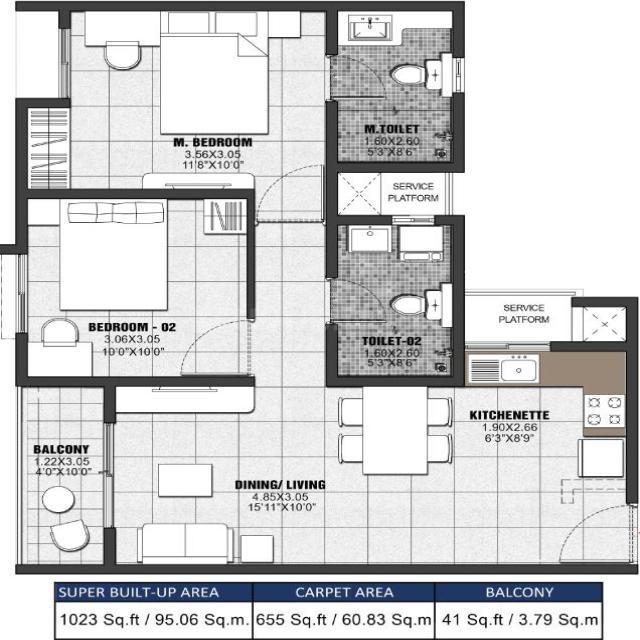 M. BEDROOM
3.56X3.05
11'8"X10'0"
M.TOILET
1.60X2.60
5'3"X8'6"
SERVICE
PLATFORM
BEDROOM - 02
3.06X3.05
10'0"X10'0"
TOILET-02
1.60X2.60
5'3"X8'6"
SERVICE
PLATFORM
KITCHENETTE
1.90X2.66
6'3"X8'9"
BALCONY
1.22X3.05
4'0"X10'0"
DINING/ LIVING
4.85X3.05
15'11"X10'0"
SUPER BUILT-UP AREA CARPET AREA BALCONY
1023 Sq.ft / 95.06 Sq.m. 655 Sq.ft / 60.83 Sq.m 41 Sq.ft / 3.79 Sq.m